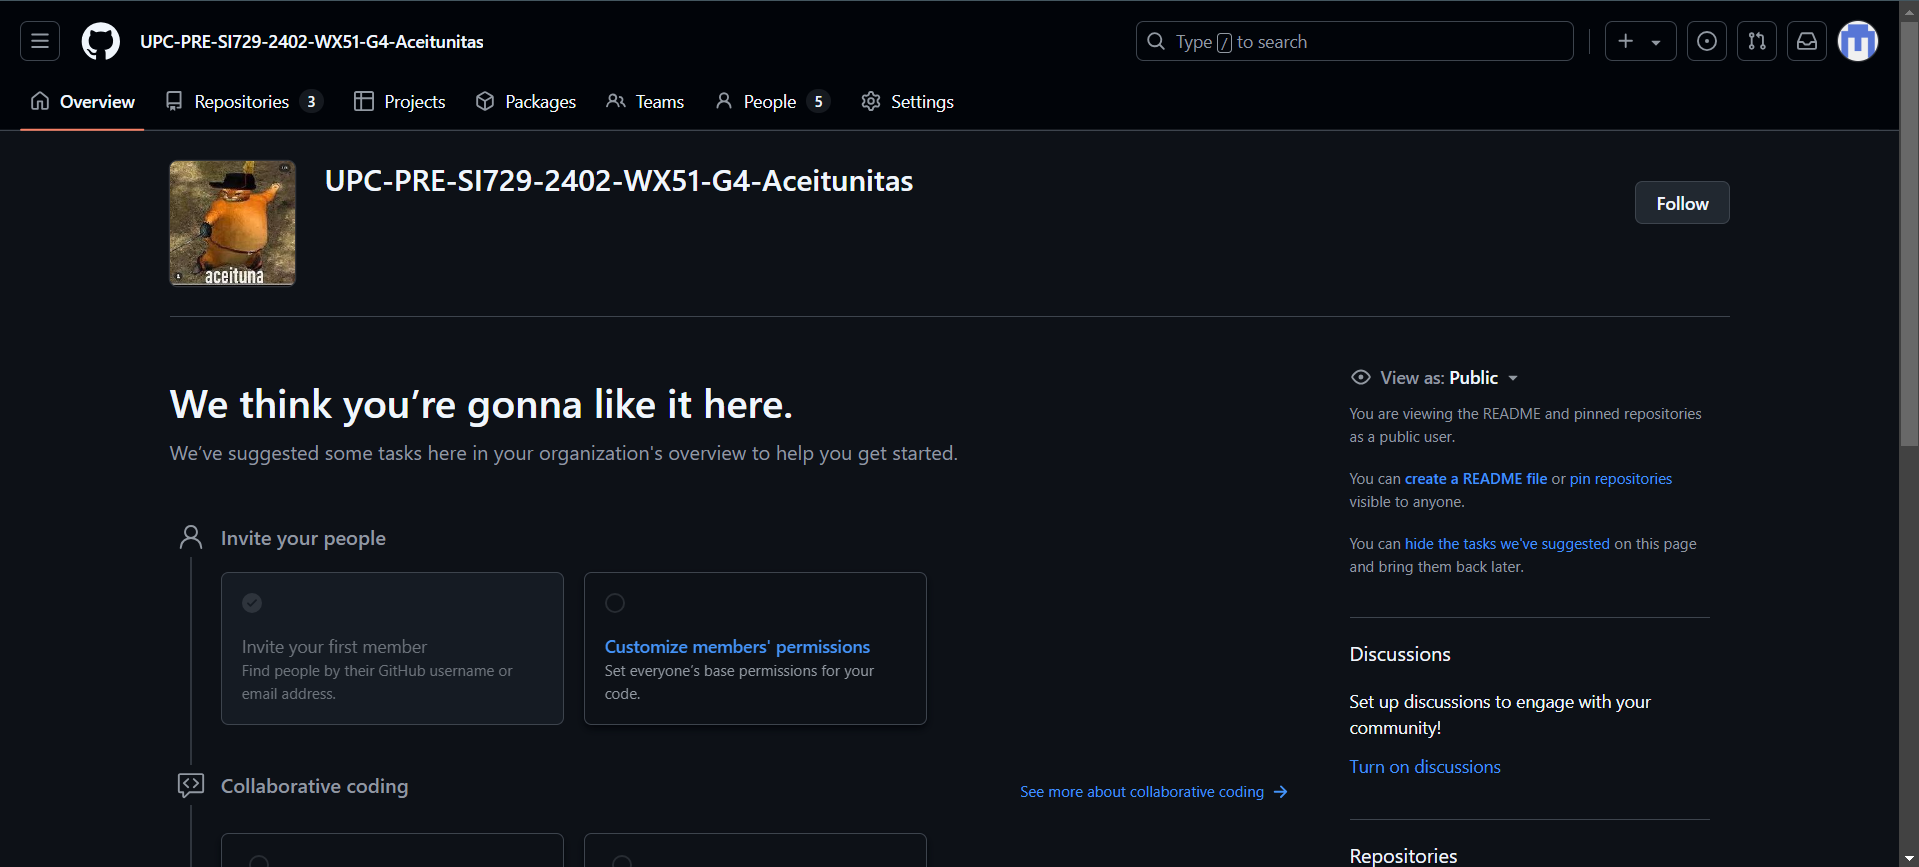 UPC-PRE-SI729-2402-WX51-G4-Aceitunitas
Type / to search
Overview
Repositories 3
Projects
Packages
Teams
People 5
Settings
aceituna
UPC-PRE-SI729-2402-WX51-G4-Aceitunitas
Follow
We think you’re gonna like it here.
We’ve suggested some tasks here in your organization's overview to help you get started.
Invite your people
Invite your first member
Find people by their GitHub username or
email address.
Customize members' permissions
Set everyone’s base permissions for your
code.
Collaborative coding
See more about collaborative coding
View as: Public
You are viewing the README and pinned repositories
as a public user.
You can create a README file or pin repositories
visible to anyone.
You can hide the tasks we've suggested on this page
and bring them back later.
Discussions
Set up discussions to engage with your
community!
Turn on discussions
Repositories